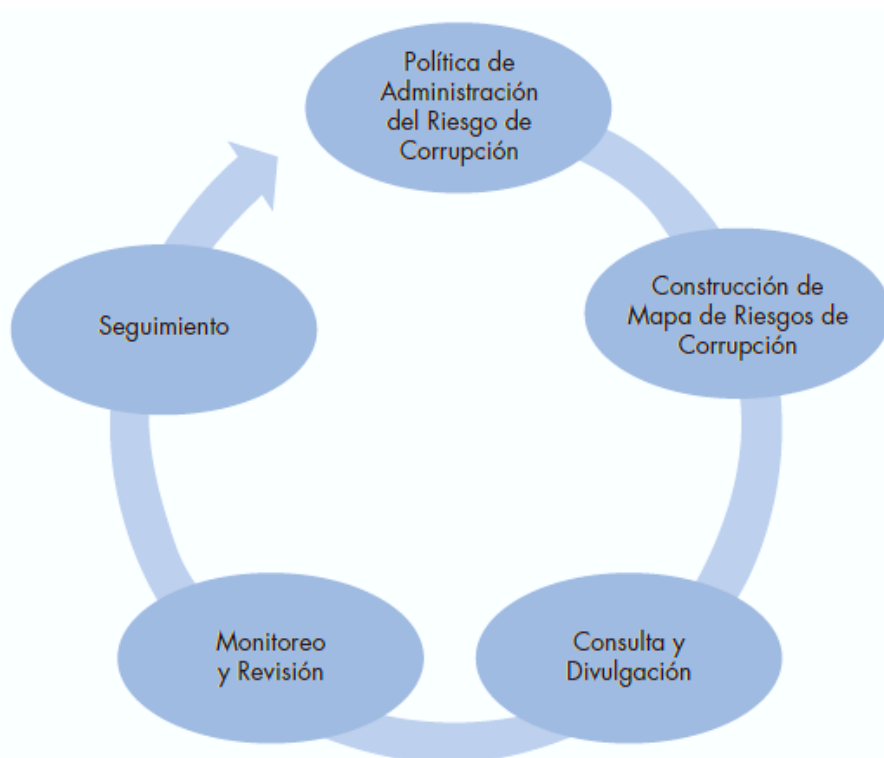 Política de
Administración
del Riesgo de
Corrupción
Construcción de
Mapa de Riesgos de
Corrupción
Consulta y
Divulgación
Monitoreo
y Revisión
Seguimiento